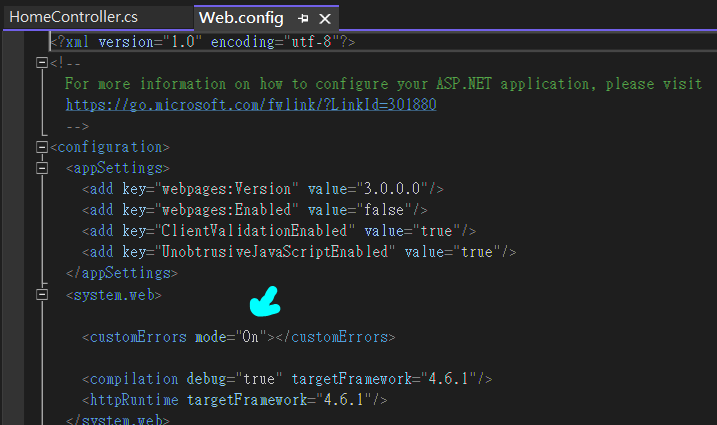 HomeController.cs
Web.config
<?xml version="1.0" encoding="utf-8"?>
<!--
For more information on how to configure your ASP.NET application, please visit
https://go.microsoft.com/fwlink/?LinkId=301880
-->
<configuration>
<appSettings>
<add key="webpages:Version" value="3.0.0.0"/>
<add key="webpages:Enabled" value="false"/>
<add key="ClientValidationEnabled" value="true"/>
<add key="UnobtrusiveJavaScriptEnabled" value="true"/>
</appSettings>
<system.web>
<customErrors mode="On"></customErrors>
<compilation debug="true" targetFramework="4.6.1"/>
<httpRuntime targetFramework="4.6.1"/>
</system.web>